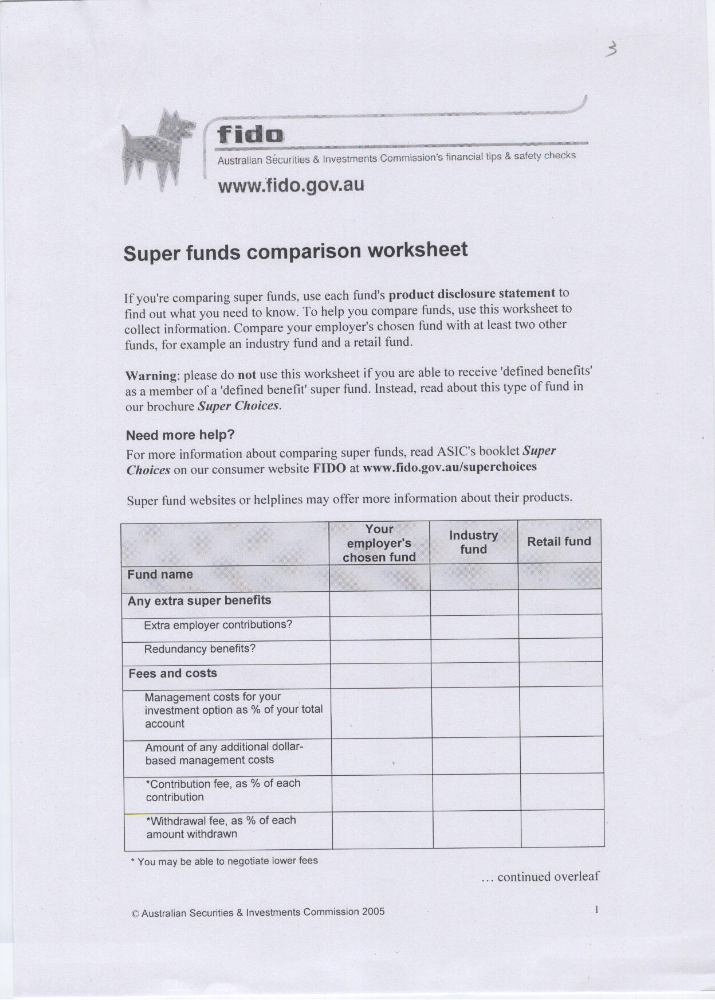 3
fido
Australian Securities & Investments Commission's financial tips & safety checks
www.fido.gov.au
Super funds comparison worksheet
If you're comparing super funds, use each fund's product disclosure statement to
find out what you need to know. To help you compare funds, use this worksheet to
collect information. Compare your employer's chosen fund with at least two other
funds, for example an industry fund and a retail fund.
Warning: please do not use this worksheet if you are able to receive 'defined benefits'
as a member of a 'defined benefit' super fund. Instead, read about this type of fund in
our brochure Super Choices.
Need more help?
For more information about comparing super funds, read ASIC's booklet Super
Choices on our consumer website FIDO at www.fido.gov.au/superchoices
Super fund websites or helplines may offer more information about their products.
Your
employer's
chosen fund
Industry
fund
Retail fund
Fund name
Any extra super benefits
Extra employer contributions?
Redundancy benefits?
Fees and costs
Management costs for your
investment option as % of your total
account
Amount of any additional dollar-
based management costs
*Contribution fee, as % of each
contribution
*Withdrawal fee, as % of each
amount withdrawn
* You may be able to negotiate lower fees
... continued overleaf
© Australian Securities & Investments Commission 2005
1